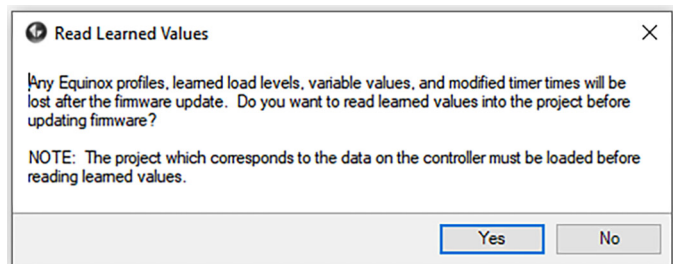 Read Learned Values
Any Equinox profiles, learned load levels, variable values, and modified timer times will be
lost after the firmware update.  Do you want to read learned values into the project before
updating firmware?
NOTE:  The project which corresponds to the data on the controller must be loaded before
reading learned values.
Yes
No